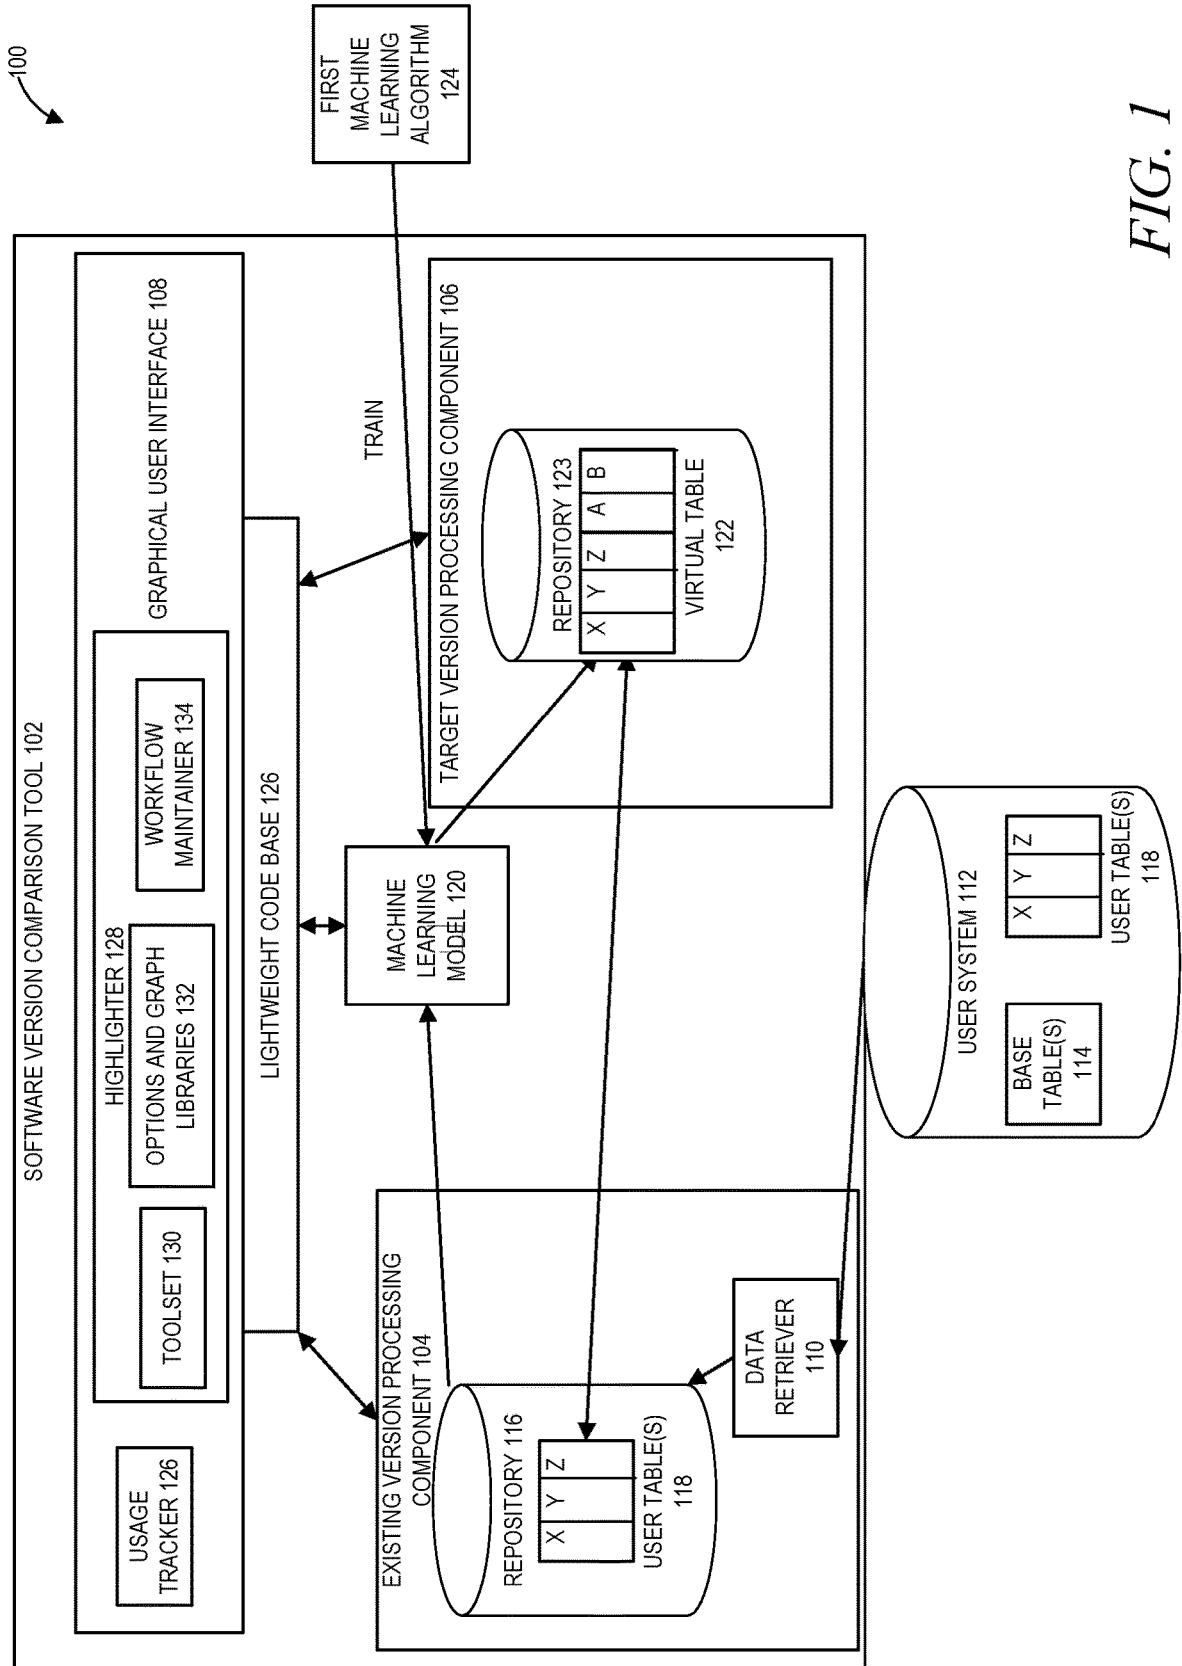 100
SOFTWARE VERSION COMPARISON TOOL 102
USAGE
TRACKER 126
HIGHLIGHTER 128
TOOLSET 130
OPTIONS AND GRAPH
LIBRARIES 132
WORKFLOW
MAINTAINER 134
GRAPHICAL USER INTERFACE 108
LIGHTWEIGHT CODE BASE 126
FIRST
MACHINE
LEARNING
ALGORITHM
124
TRAIN
EXISTING VERSION PROCESSING
COMPONENT 104
REPOSITORY 116
X Y Z
USER TABLE(S)
118
DATA
RETRIEVER
110
MACHINE
LEARNING
MODEL 120
TARGET VERSION PROCESSING COMPONENT 106
REPOSITORY 123
X Y Z A B
VIRTUAL TABLE
122
USER SYSTEM 112
BASE
TABLE(S)
114
X Y Z
USER TABLE(S)
118
FIG. 1